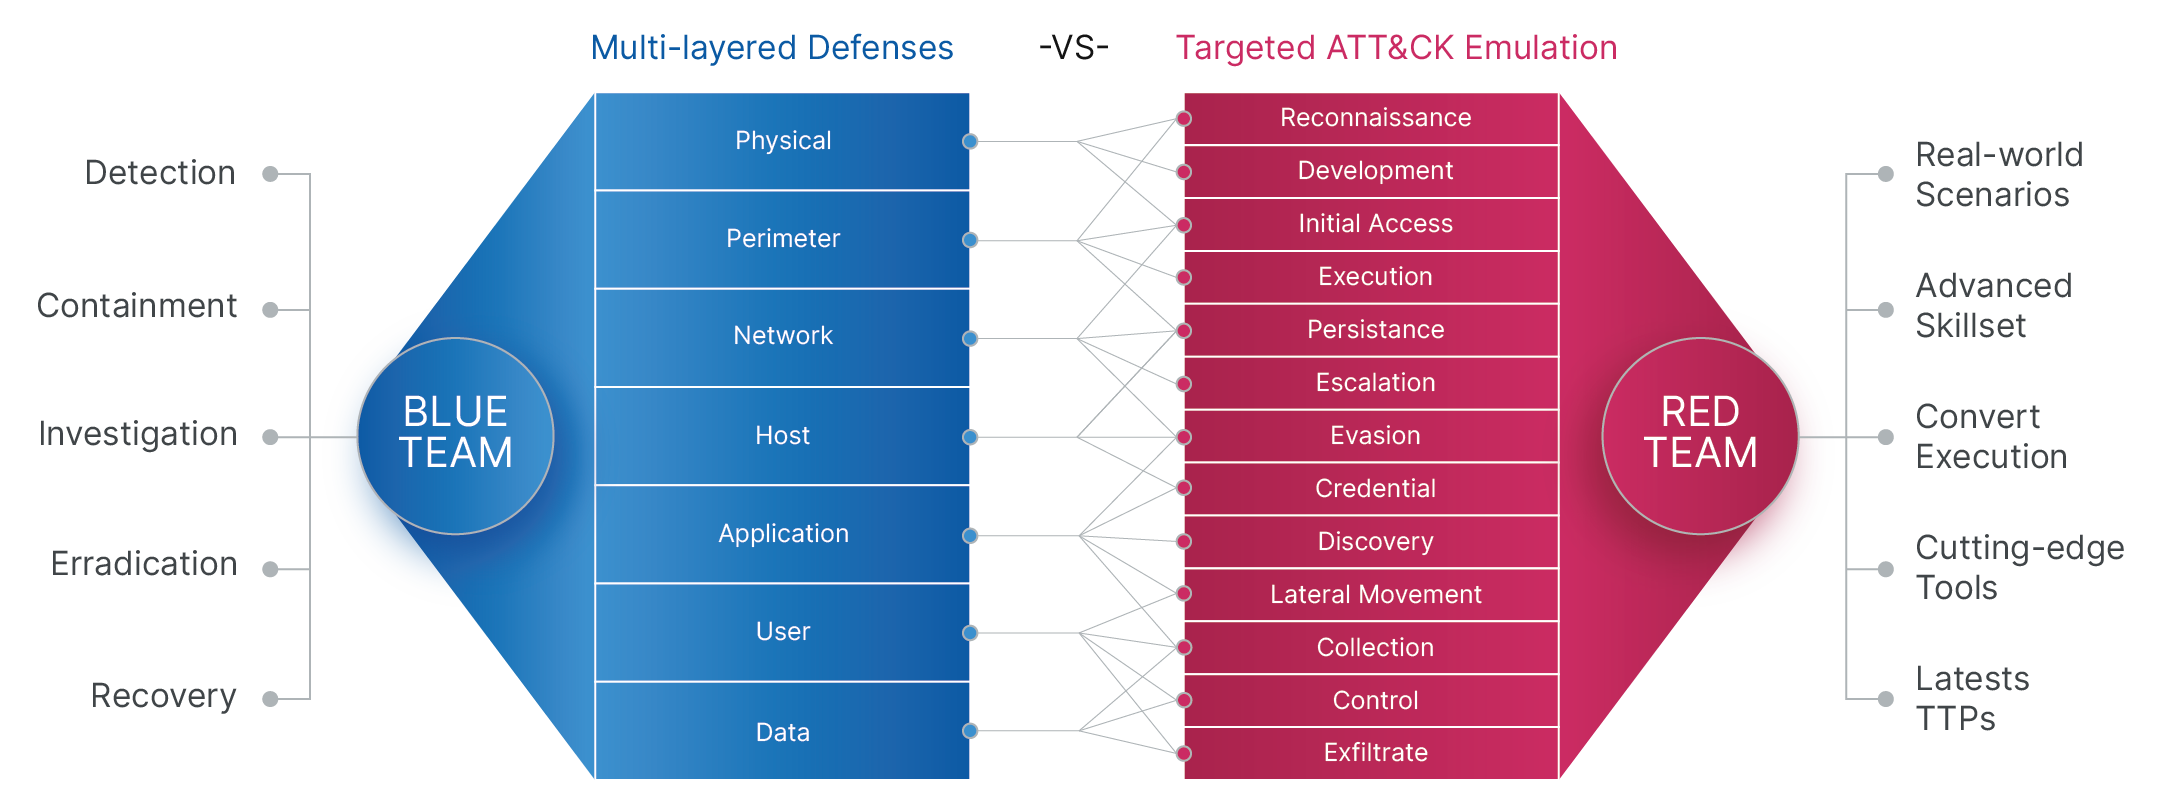 Multi-layered Defenses
-VS-
Targeted ATT&CK Emulation
Detection
Containment
Investigation
Erradication
Recovery
BLUE
TEAM
Physical
Perimeter
Network
Host
Application
User
Data
Reconnaissance
Development
Initial Access
Execution
Persistance
Escalation
Evasion
Credential
Discovery
Lateral Movement
Collection
Control
Exfiltrate
RED
TEAM
Real-world
Scenarios
Advanced
Skillset
Convert
Execution
Cutting-edge
Tools
Latests
TTPs